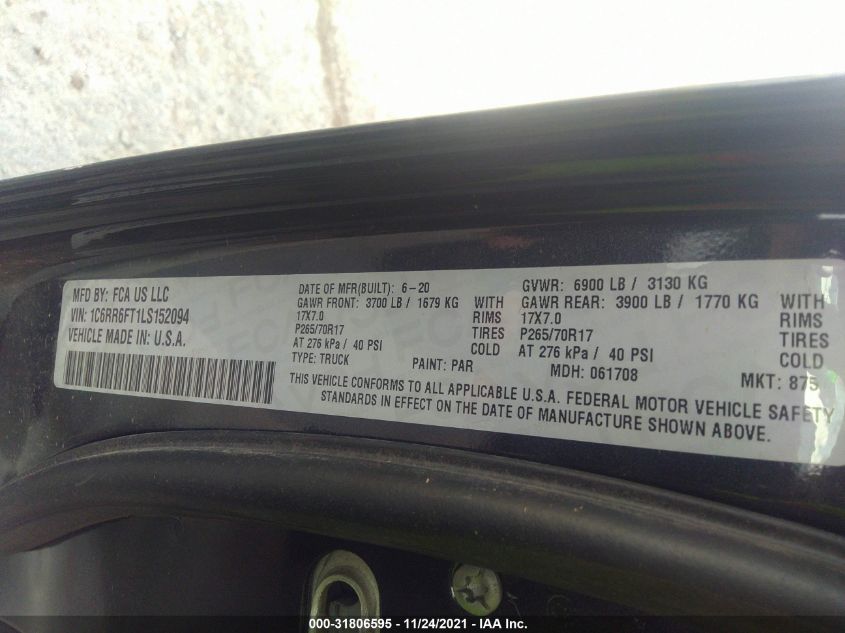 MFD BY: FCA US LLC
VIN: 1C6RR6FT1LS152094
VEHICLE MADE IN: U.S.A.
DATE OF MFR(BUILT): 6-20
GAWR FRONT: 3700 LB / 1679 KG WITH
17X7.0 RIMS
P265/70R17 TIRES
AT 276 kPa / 40 PSI COLD
TYPE: TRUCK PAINT: PAR
GVWR: 6900 LB / 3130 KG
GAWR REAR: 3900 LB / 1770 KG WITH
17X7.0 RIMS
P265/70R17 TIRES
AT 276 kPa / 40 PSI COLD
MDH: 061708 MKT: 875
THIS VEHICLE CONFORMS TO ALL APPLICABLE U.S.A. FEDERAL MOTOR VEHICLE SAFETY
STANDARDS IN EFFECT ON THE DATE OF MANUFACTURE SHOWN ABOVE.
000-31806595 - 11/24/2021 - IAA Inc.